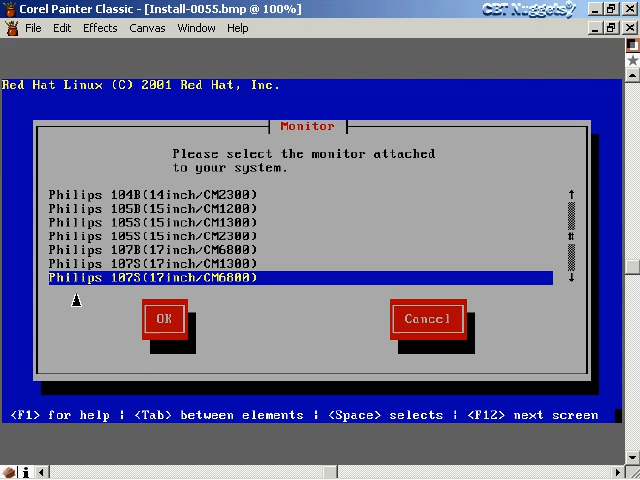 Corel Painter Classic - [Install-0055.bmp @ 100%]
CBT Nuggets
File Edit Effects Canvas Window Help
Red Hat Linux (C) 2001 Red Hat, Inc.
Monitor
Please select the monitor attached
to your system.
Philips 104B(14inch/CM2300)
Philips 105B(15inch/CM1200)
Philips 105S(15inch/CM1300)
Philips 105S(15inch/CM2300)
Philips 107B(17inch/CM6800)
Philips 107S(17inch/CM1300)
Philips 107S(17inch/CM6800)
OK Cancel
<F1> for help | <Tab> between elements | <Space> selects | <F12> next screen